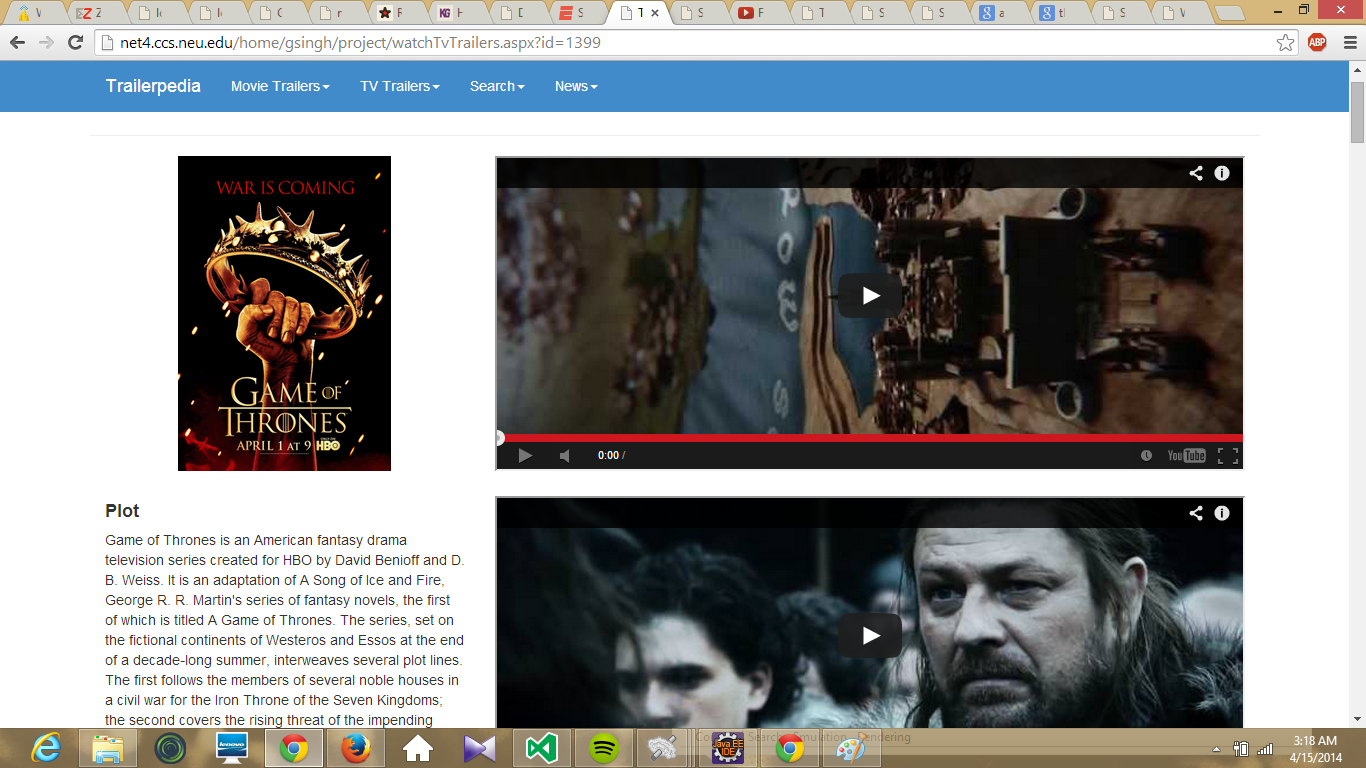 net4.ccs.neu.edu/home/gsingh/project/watchTvTrailers.aspx?id=1399
ABP
Trailerpedia Movie Trailers TV Trailers Search News
WAR IS COMING
GAME OF
THRONES
APRIL 1 AT 9 HBO
0:00 /
YouTube
Plot
Game of Thrones is an American fantasy drama
television series created for HBO by David Benioff and D.
B. Weiss. It is an adaptation of A Song of Ice and Fire,
George R. R. Martin's series of fantasy novels, the first
of which is titled A Game of Thrones. The series, set on
the fictional continents of Westeros and Essos at the end
of a decade-long summer, interweaves several plot lines.
The first follows the members of several noble houses in
a civil war for the Iron Throne of the Seven Kingdoms;
the second covers the rising threat of the impending
lenovo
Java EE
IDE
3:18 AM
4/15/2014